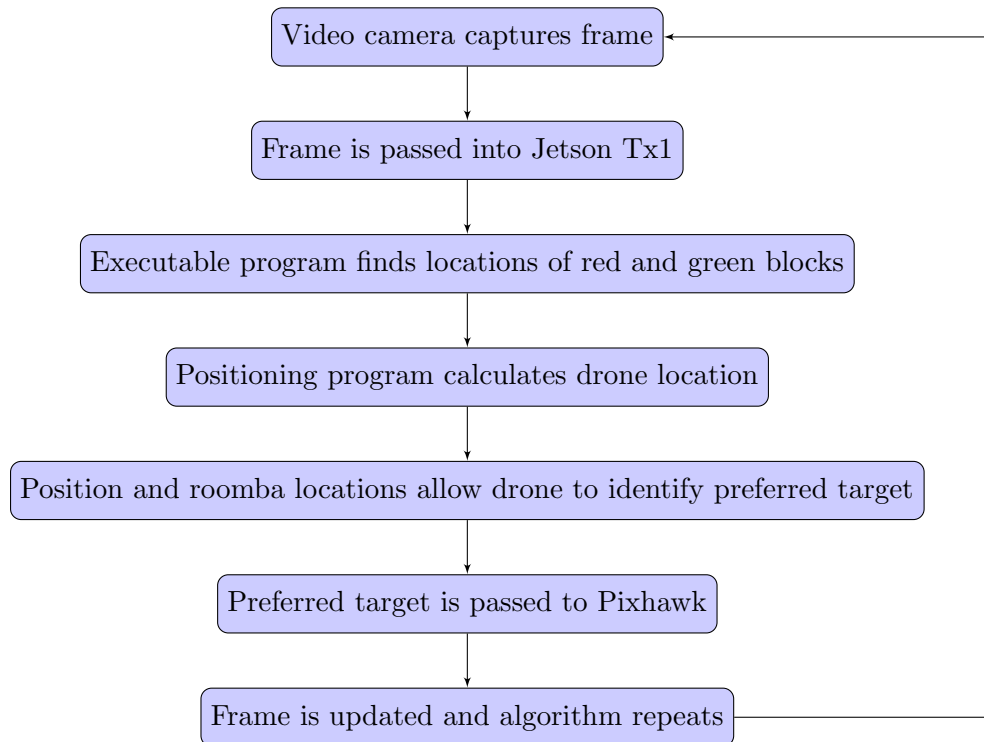 Video camera captures frame
Frame is passed into Jetson Tx1
Executable program finds locations of red and green blocks
Positioning program calculates drone location
Position and roomba locations allow drone to identify preferred target
Preferred target is passed to Pixhawk
Frame is updated and algorithm repeats